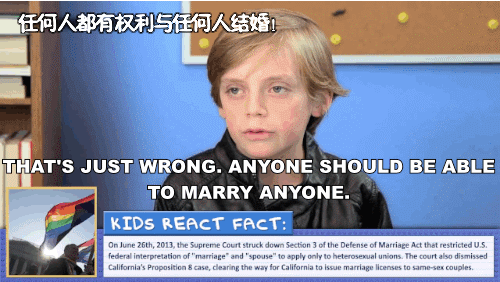 任何人都有权利与任何人结婚!
THAT'S JUST WRONG. ANYONE SHOULD BE ABLE
TO MARRY ANYONE.
KIDS REACT FACT:
On June 26th, 2013, the Supreme Court struck down Section 3 of the Defense of Marriage Act that restricted U.S.
federal interpretation of "marriage" and "spouse" to apply only to heterosexual unions. The court also dismissed
California's Proposition 8 case, clearing the way for California to issue marriage licenses to same-sex couples.